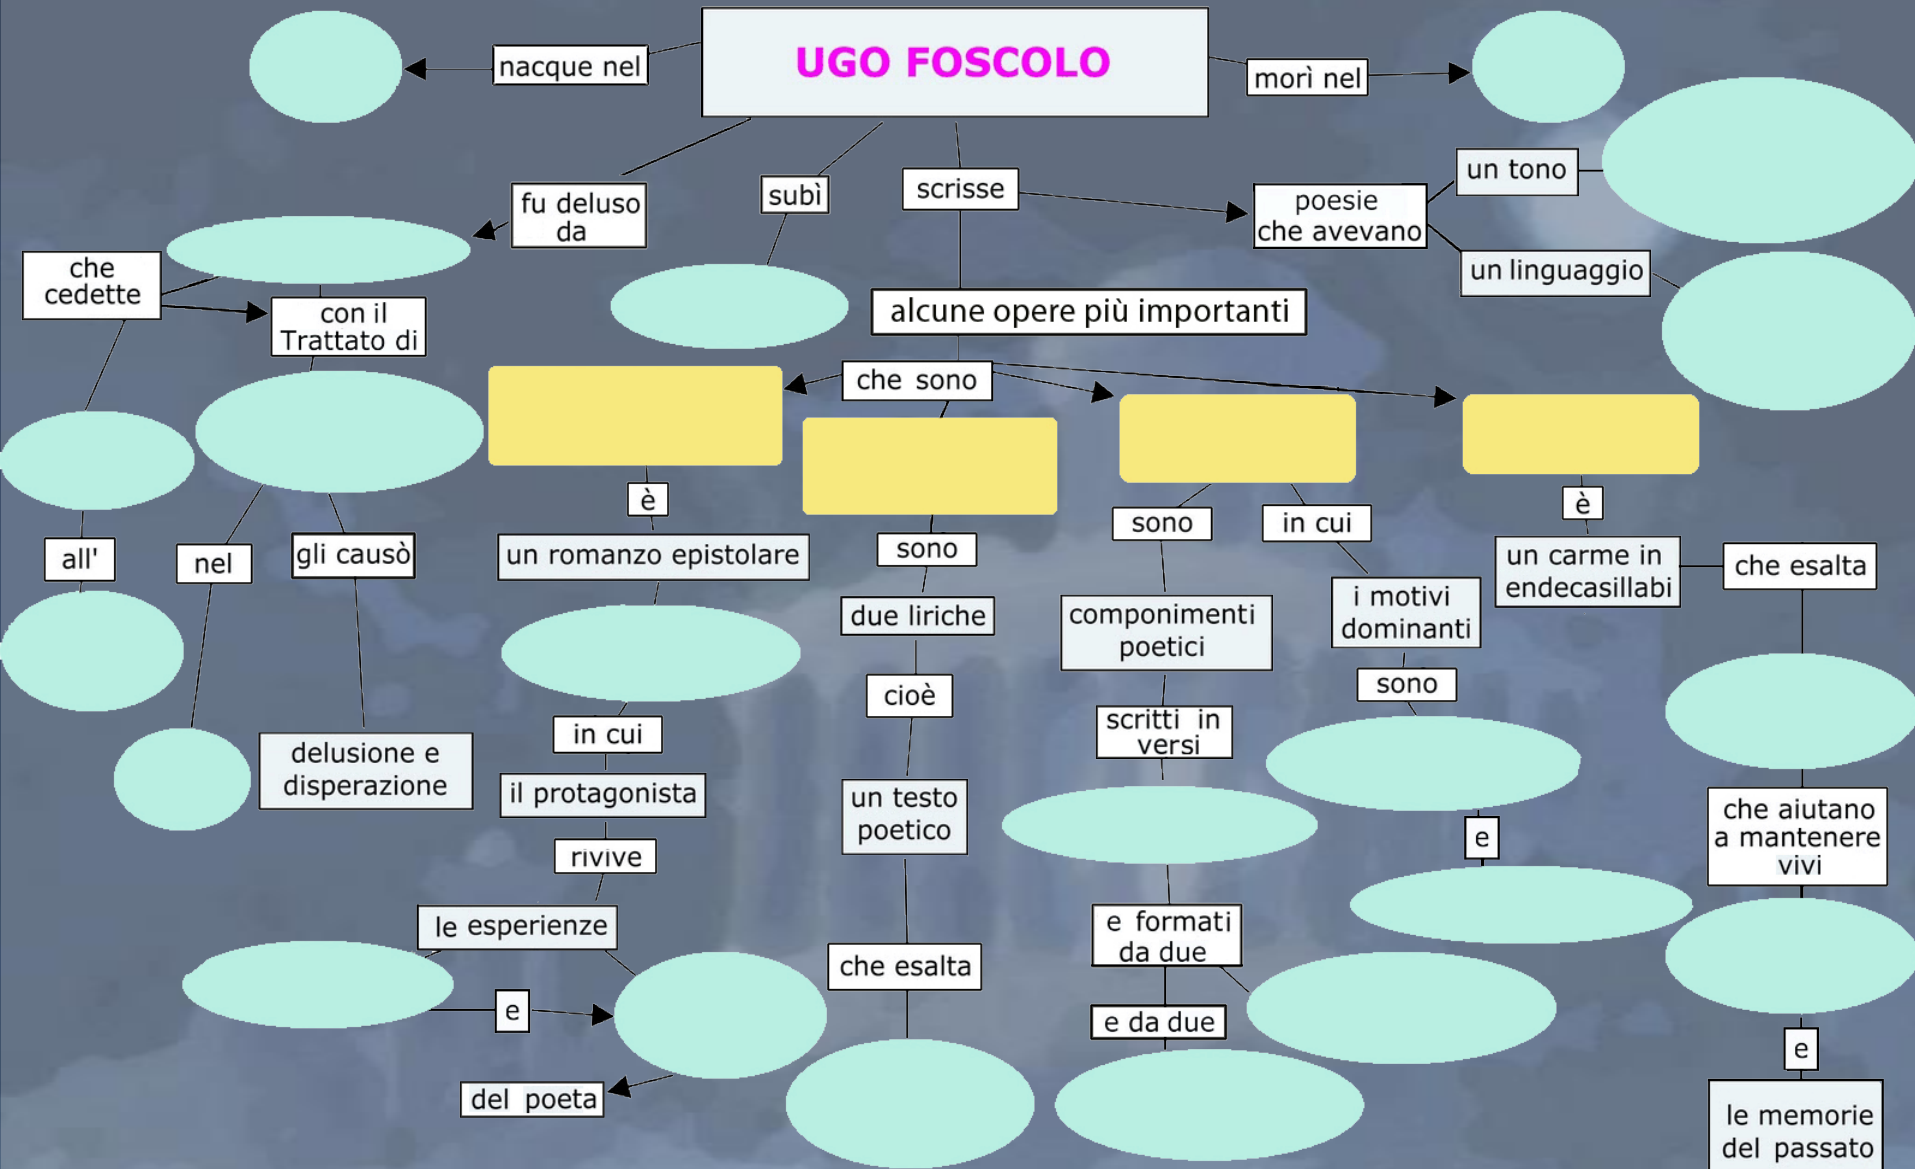 UGO FOSCOLO
nacque nel
morì nel
un tono
fu deluso
da
subì
scrisse
poesie
che avevano
un linguaggio
che
cedette
con il
Trattato di
alcune opere più importanti
che sono
è
è
sono
in cui
all'
nel
gli causò
un romanzo epistolare
sono
un carme in
endecasillabi
che esalta
due liriche
componimenti
poetici
i motivi
dominanti
cioè
sono
scritti in
versi
in cui
delusione e
disperazione
il protagonista
un testo
poetico
che aiutano
a mantenere
vivi
e
rivive
le esperienze
e formati
da due
che esalta
e
e da due
e
del poeta
le memorie
del passato